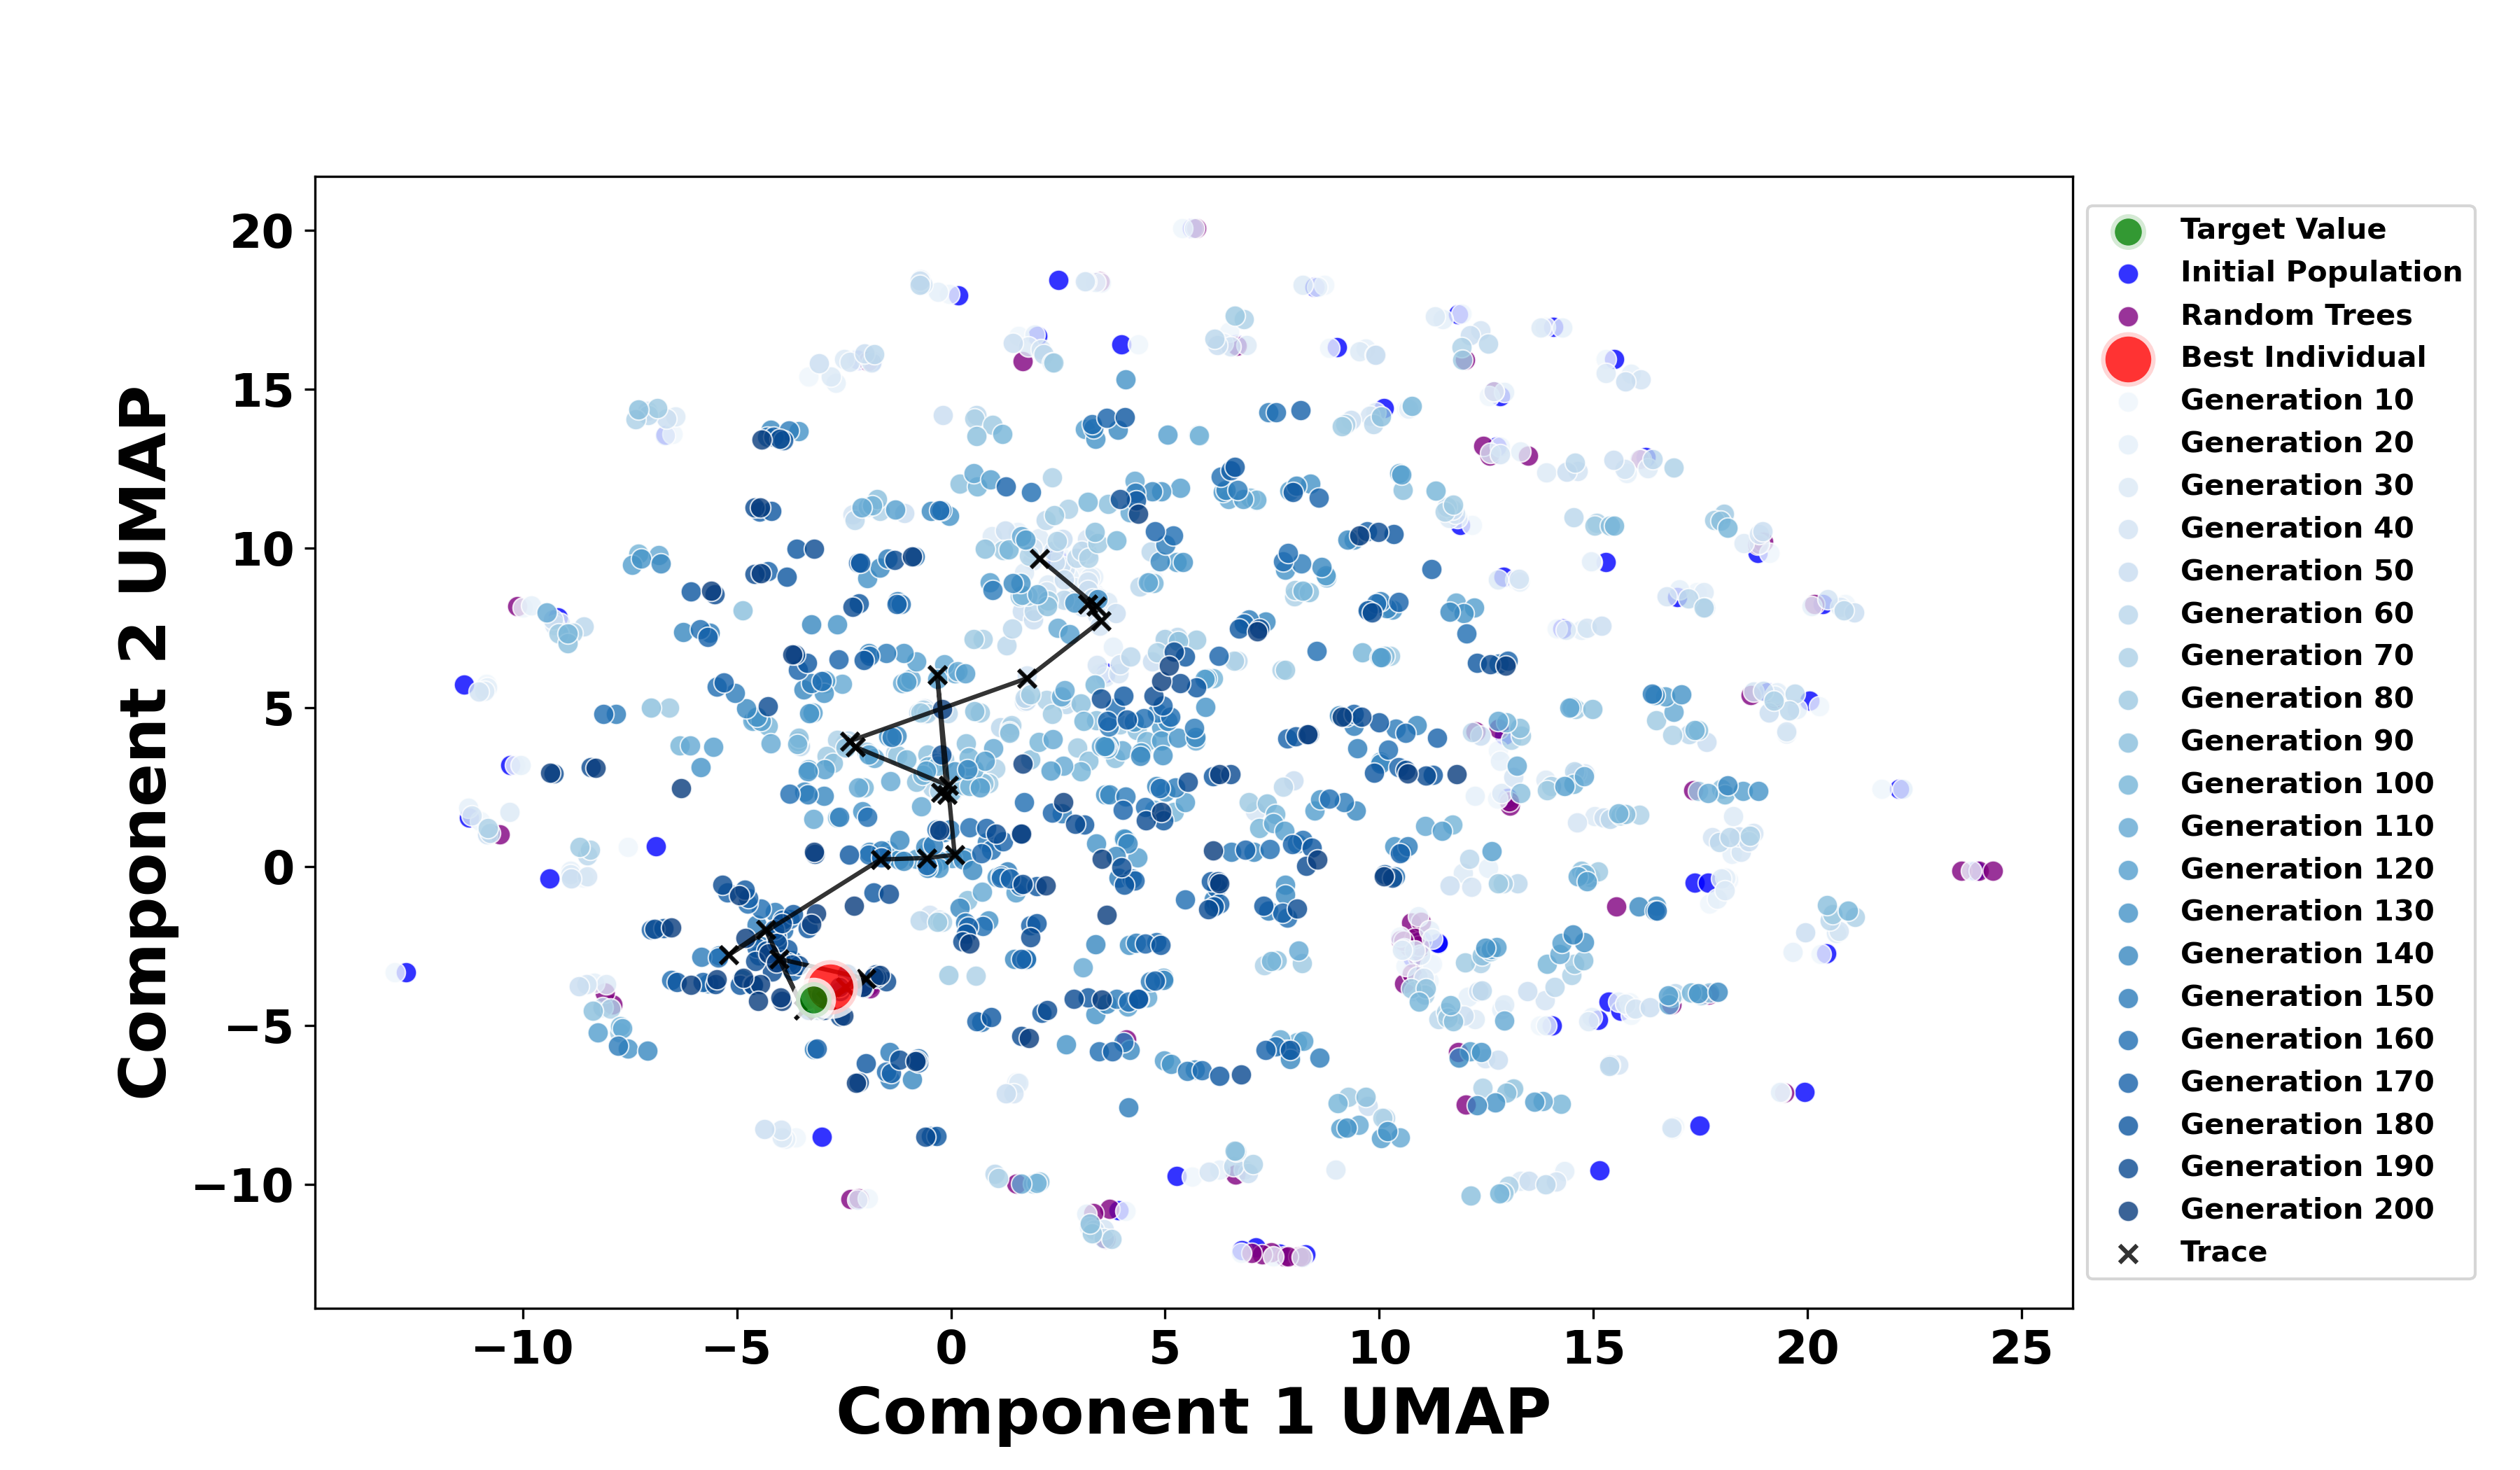 Component 2 UMAP
20
15
10
5
0
−5
−10
−10 −5 0 5 10 15 20 25
Component 1 UMAP
Target Value
Initial Population
Random Trees
Best Individual
Generation 10
Generation 20
Generation 30
Generation 40
Generation 50
Generation 60
Generation 70
Generation 80
Generation 90
Generation 100
Generation 110
Generation 120
Generation 130
Generation 140
Generation 150
Generation 160
Generation 170
Generation 180
Generation 190
Generation 200
Trace